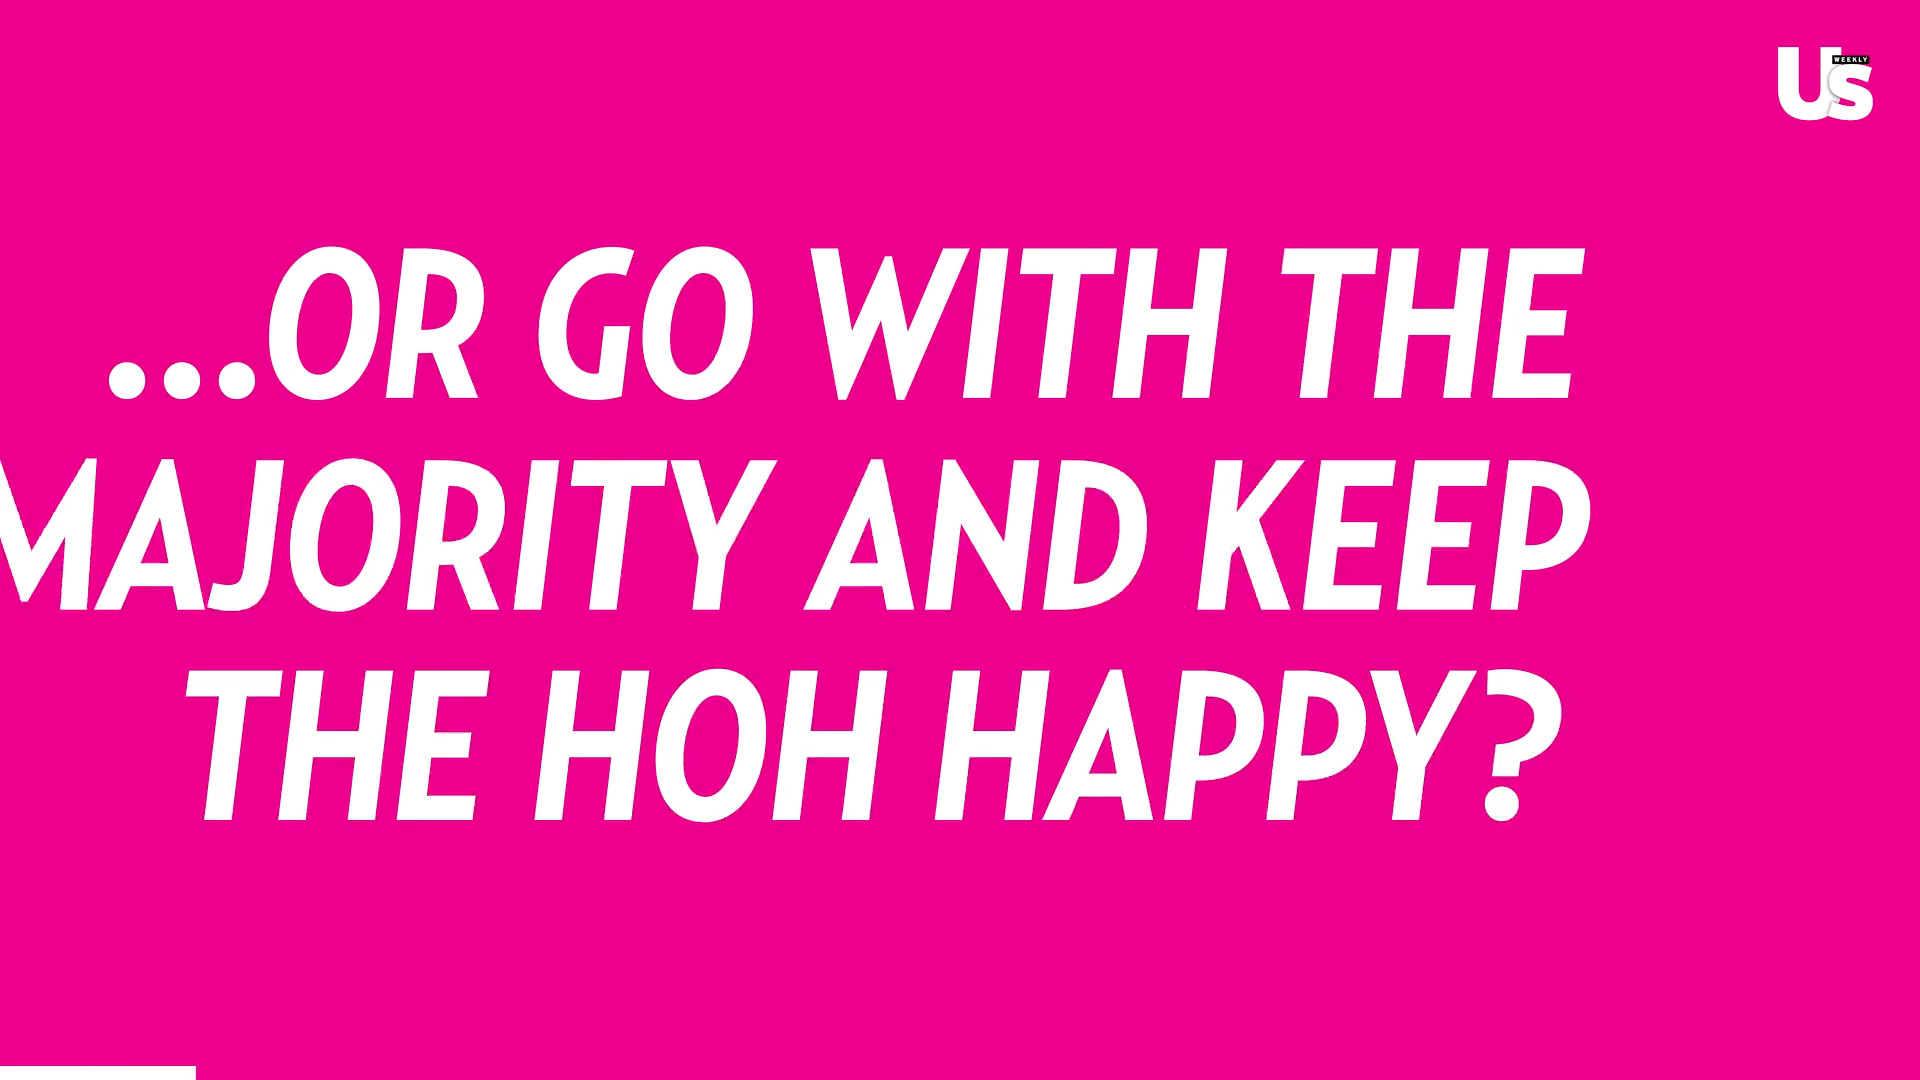 Us
WEEKLY
...OR GO WITH THE
MAJORITY AND KEEP
THE HOH HAPPY?